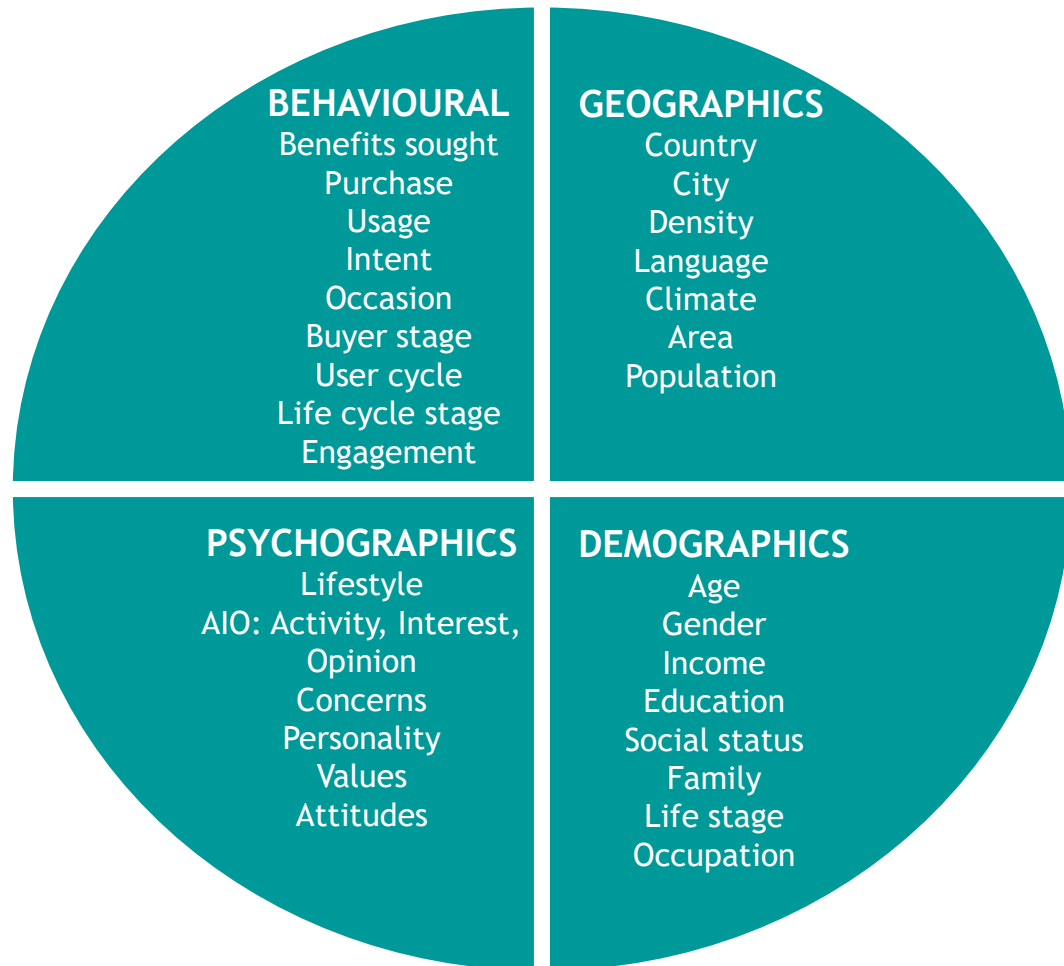 BEHAVIOURAL
Benefits sought
Purchase
Usage
Intent
Occasion
Buyer stage
User cycle
Life cycle stage
Engagement
GEOGRAPHICS
Country
City
Density
Language
Climate
Area
Population
PSYCHOGRAPHICS
Lifestyle
AIO: Activity, Interest,
Opinion
Concerns
Personality
Values
Attitudes
DEMOGRAPHICS
Age
Gender
Income
Education
Social status
Family
Life stage
Occupation